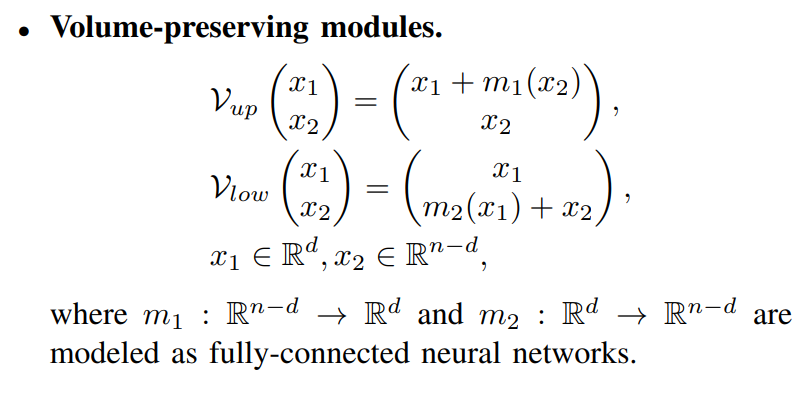 • Volume-preserving modules.
$\mathcal{V}_{up} \begin{pmatrix} x_1 \\ x_2 \end{pmatrix} = \begin{pmatrix} x_1 + m_1(x_2) \\ x_2 \end{pmatrix},$
$\mathcal{V}_{low} \begin{pmatrix} x_1 \\ x_2 \end{pmatrix} = \begin{pmatrix} x_1 \\ m_2(x_1) + x_2 \end{pmatrix},$
$x_1 \in \mathbb{R}^d, x_2 \in \mathbb{R}^{n-d},$
where $m_1 : \mathbb{R}^{n-d} \to \mathbb{R}^d$ and $m_2 : \mathbb{R}^d \to \mathbb{R}^{n-d}$ are
modeled as fully-connected neural networks.